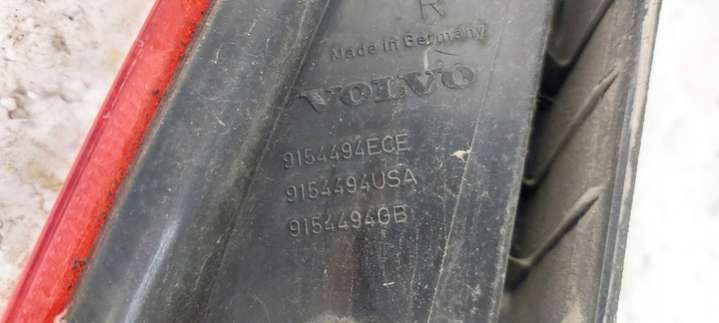 R
Made in Germany
VOLVO
9154494ECE
9154494USA
9154494GB